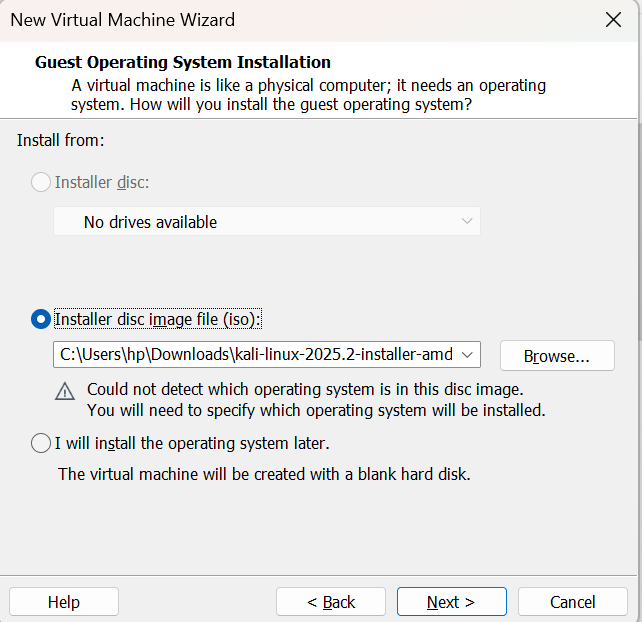 New Virtual Machine Wizard
Guest Operating System Installation
A virtual machine is like a physical computer; it needs an operating
system. How will you install the guest operating system?
Install from:
Installer disc:
No drives available
Installer disc image file (iso):
C:\Users\hp\Downloads\kali-linux-2025.2-installer-amd
Browse...
Could not detect which operating system is in this disc image.
You will need to specify which operating system will be installed.
I will install the operating system later.
The virtual machine will be created with a blank hard disk.
Help
< Back
Next >
Cancel